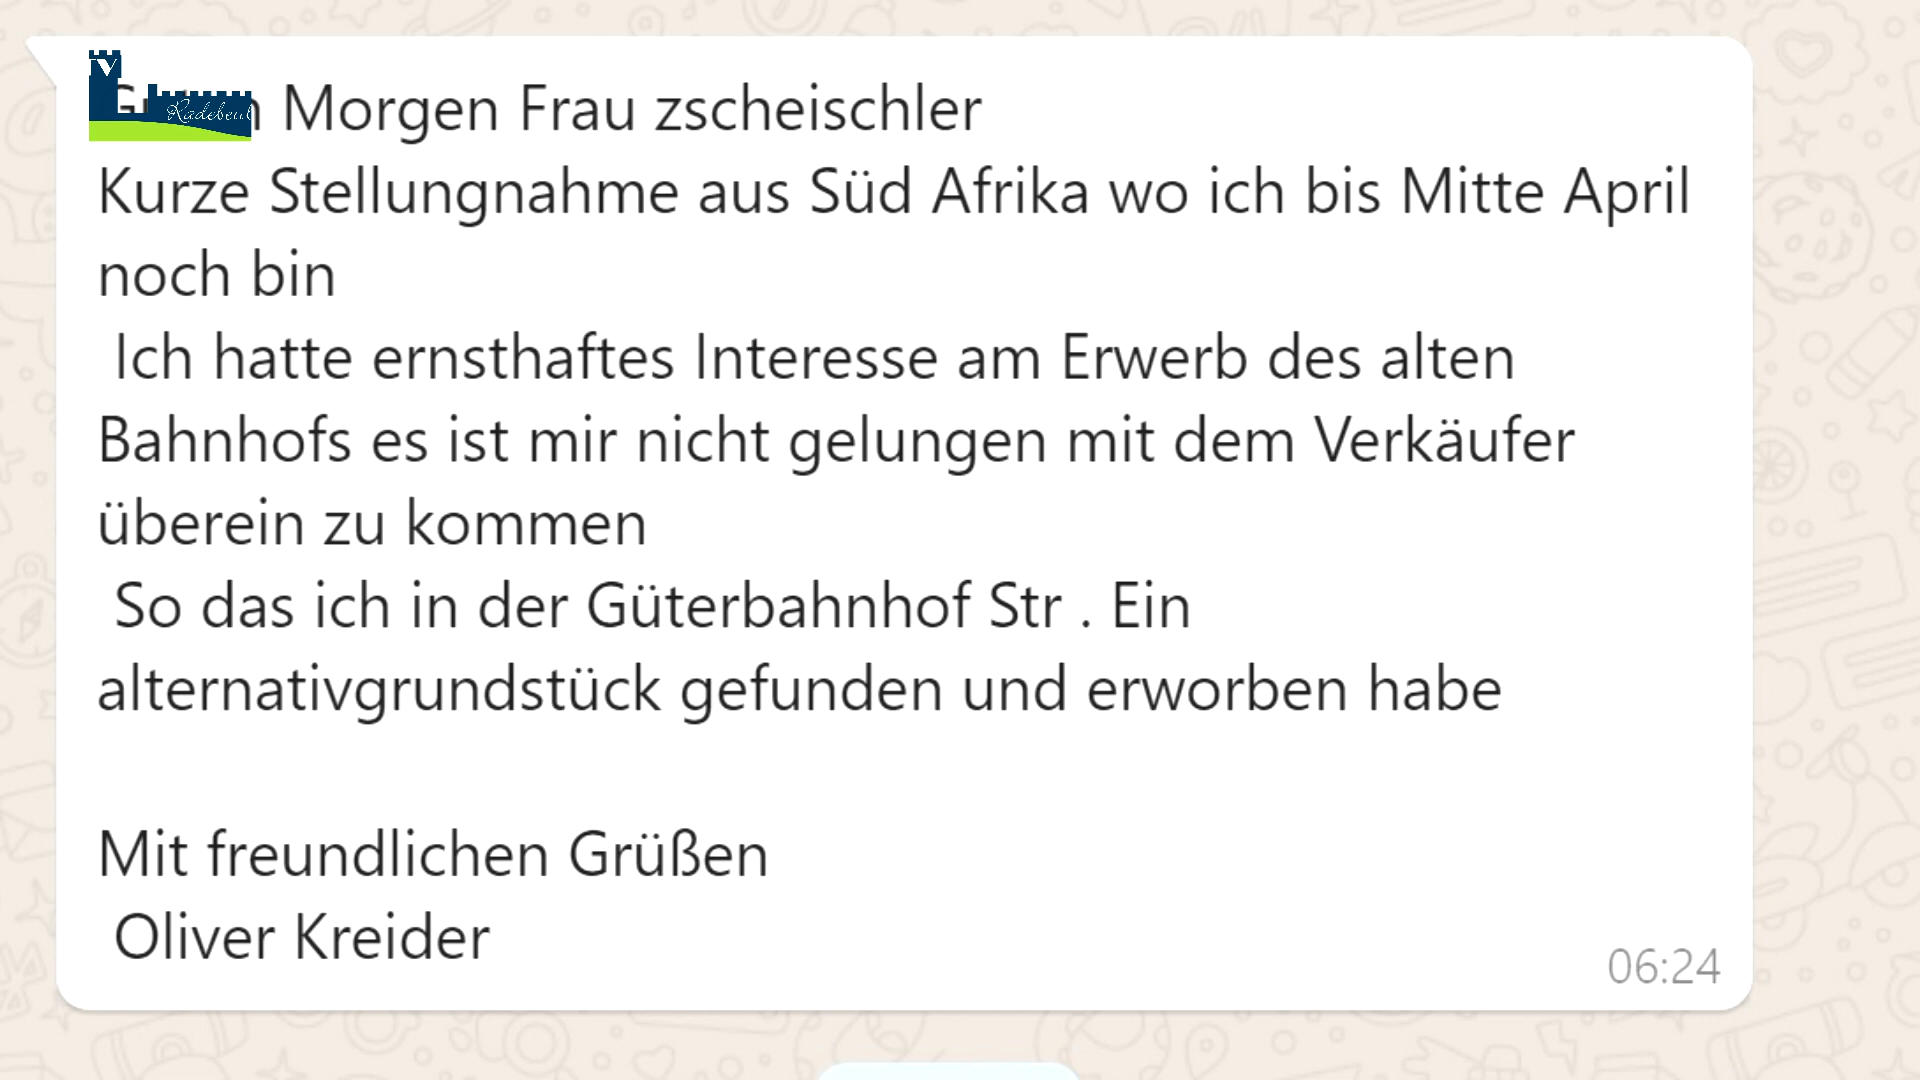 TV
Radebeul
Morgen Frau zscheischler
Kurze Stellungnahme aus Süd Afrika wo ich bis Mitte April
noch bin
Ich hatte ernsthaftes Interesse am Erwerb des alten
Bahnhofs es ist mir nicht gelungen mit dem Verkäufer
überein zu kommen
So das ich in der Güterbahnhof Str . Ein
alternativgrundstück gefunden und erworben habe
Mit freundlichen Grüßen
Oliver Kreider
06:24